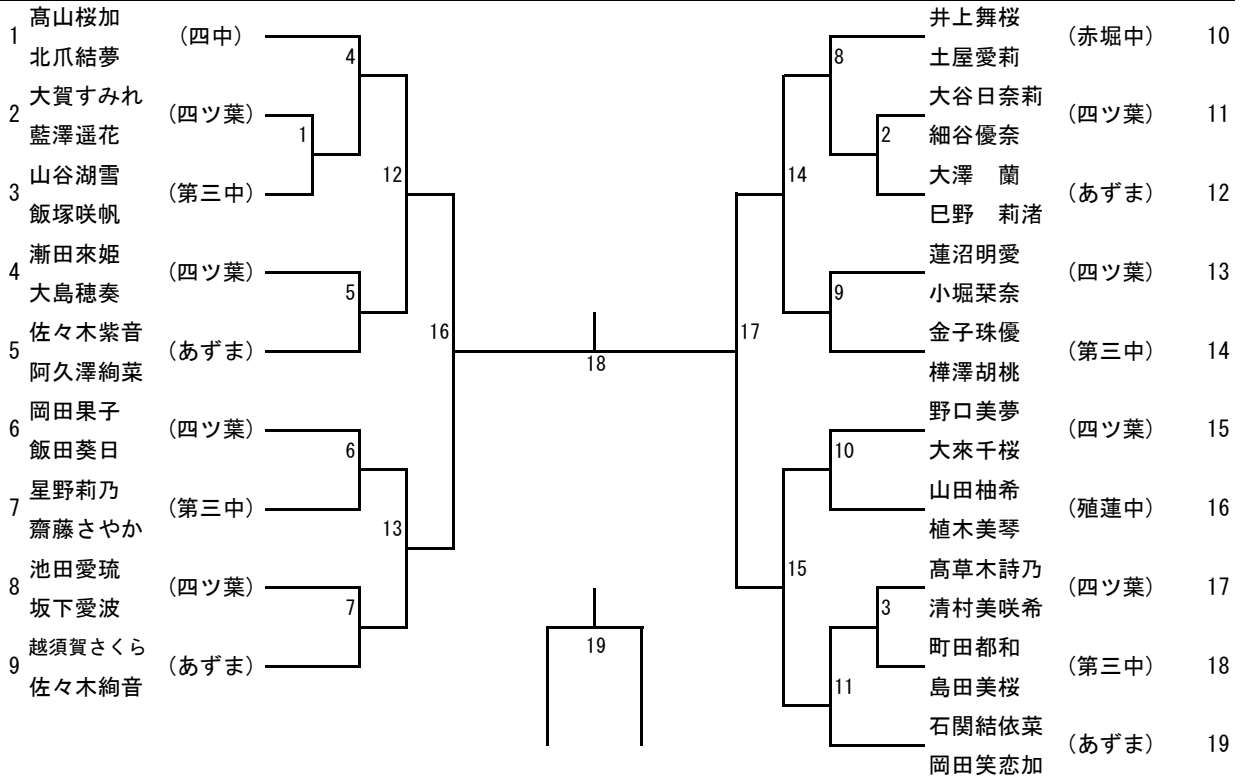 1 髙山桜加 (四中)
北爪結夢
2 大賀すみれ (四ツ葉)
藍澤遥花
3 山谷湖雪 (第三中)
飯塚咲帆
4 漸田來姫 (四ツ葉)
大島穂奏
5 佐々木紫音 (あずま)
阿久澤絢菜
6 岡田果子 (四ツ葉)
飯田葵日
7 星野莉乃 (第三中)
齋藤さやか
8 池田愛琉 (四ツ葉)
坂下愛波
9 越須賀さくら (あずま)
佐々木絢音
4
1
12
5
16
6
13
7
18
19
17
14
8
2
9
15
10
3
11
井上舞桜 (赤堀中) 10
土屋愛莉
大谷日奈莉 (四ツ葉) 11
細谷優奈
大澤　蘭 (あずま) 12
巳野　莉渚
蓮沼明愛 (四ツ葉) 13
小堀栞奈
金子珠優 (第三中) 14
樺澤胡桃
野口美夢 (四ツ葉) 15
大來千桜
山田柚希 (殖蓮中) 16
植木美琴
髙草木詩乃 (四ツ葉) 17
清村美咲希
町田都和 (第三中) 18
島田美桜
石関結依菜 (あずま) 19
岡田笑恋加